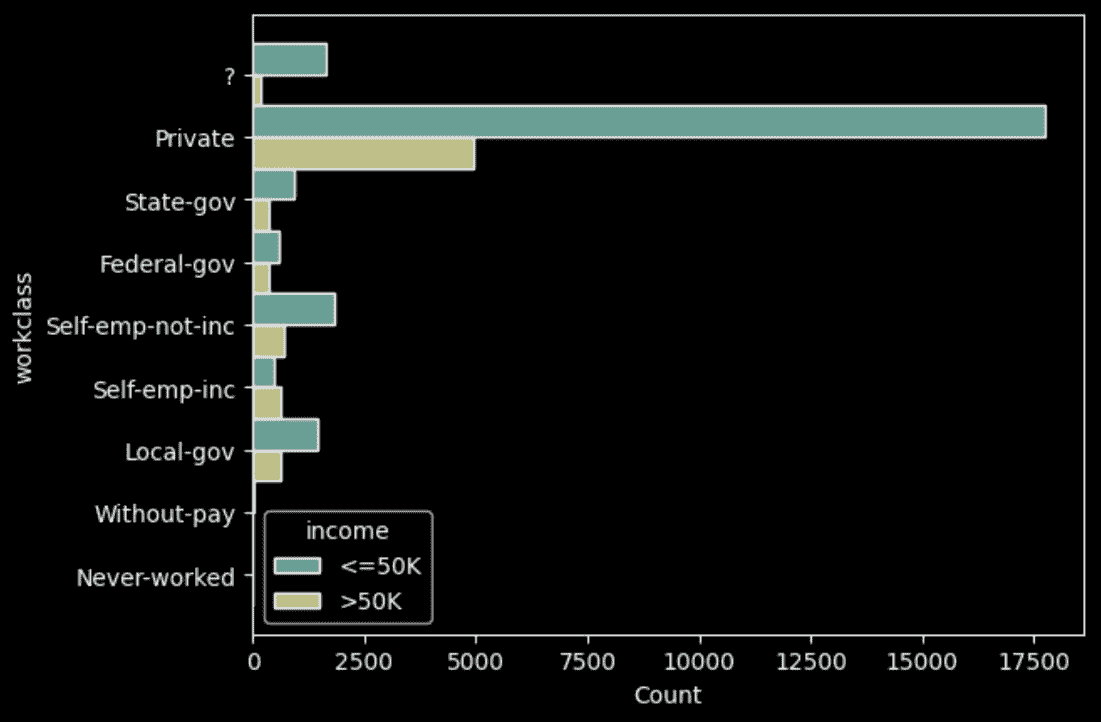 ?
Private
State-gov
Federal-gov
Self-emp-not-inc
Self-emp-inc
Local-gov
Without-pay
Never-worked
workclass
income
<=50K
>50K
0 2500 5000 7500 10000 12500 15000 17500
Count